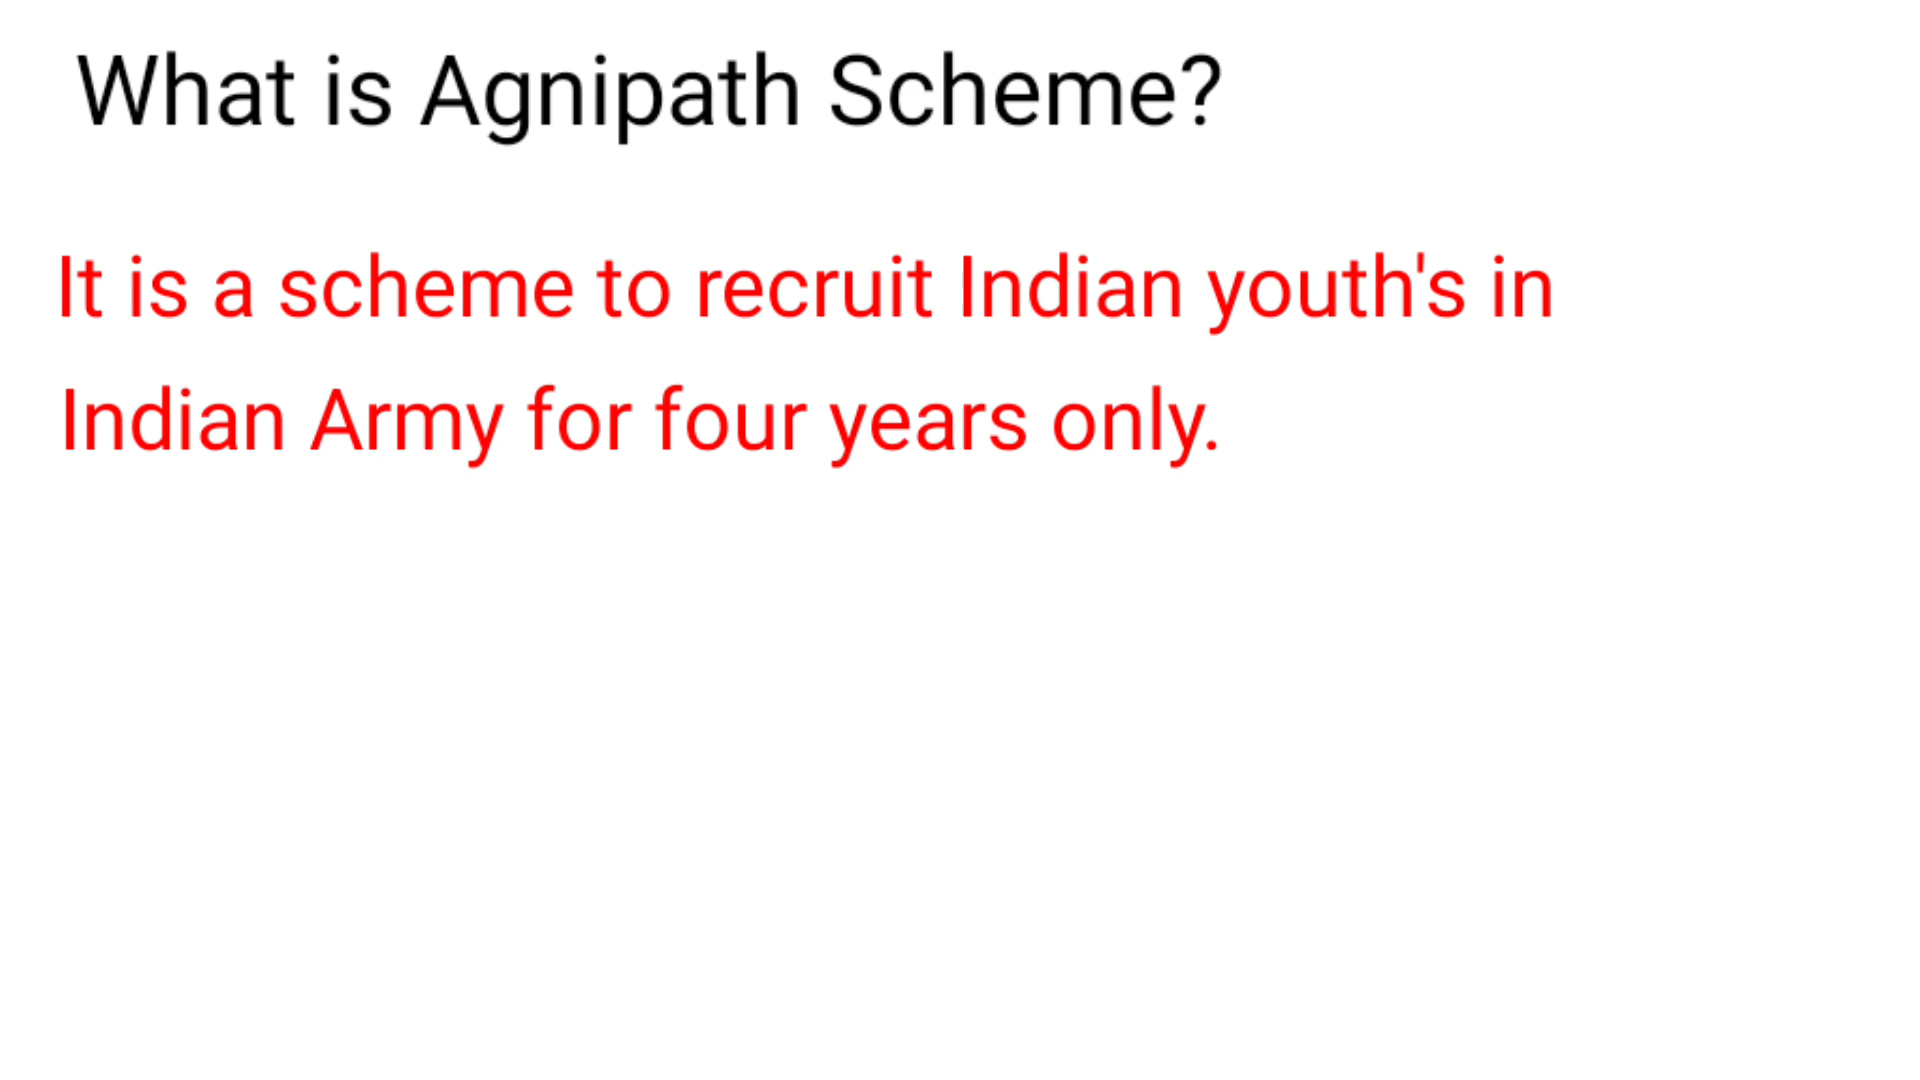 What is Agnipath Scheme?
It is a scheme to recruit Indian youth's in
Indian Army for four years only.